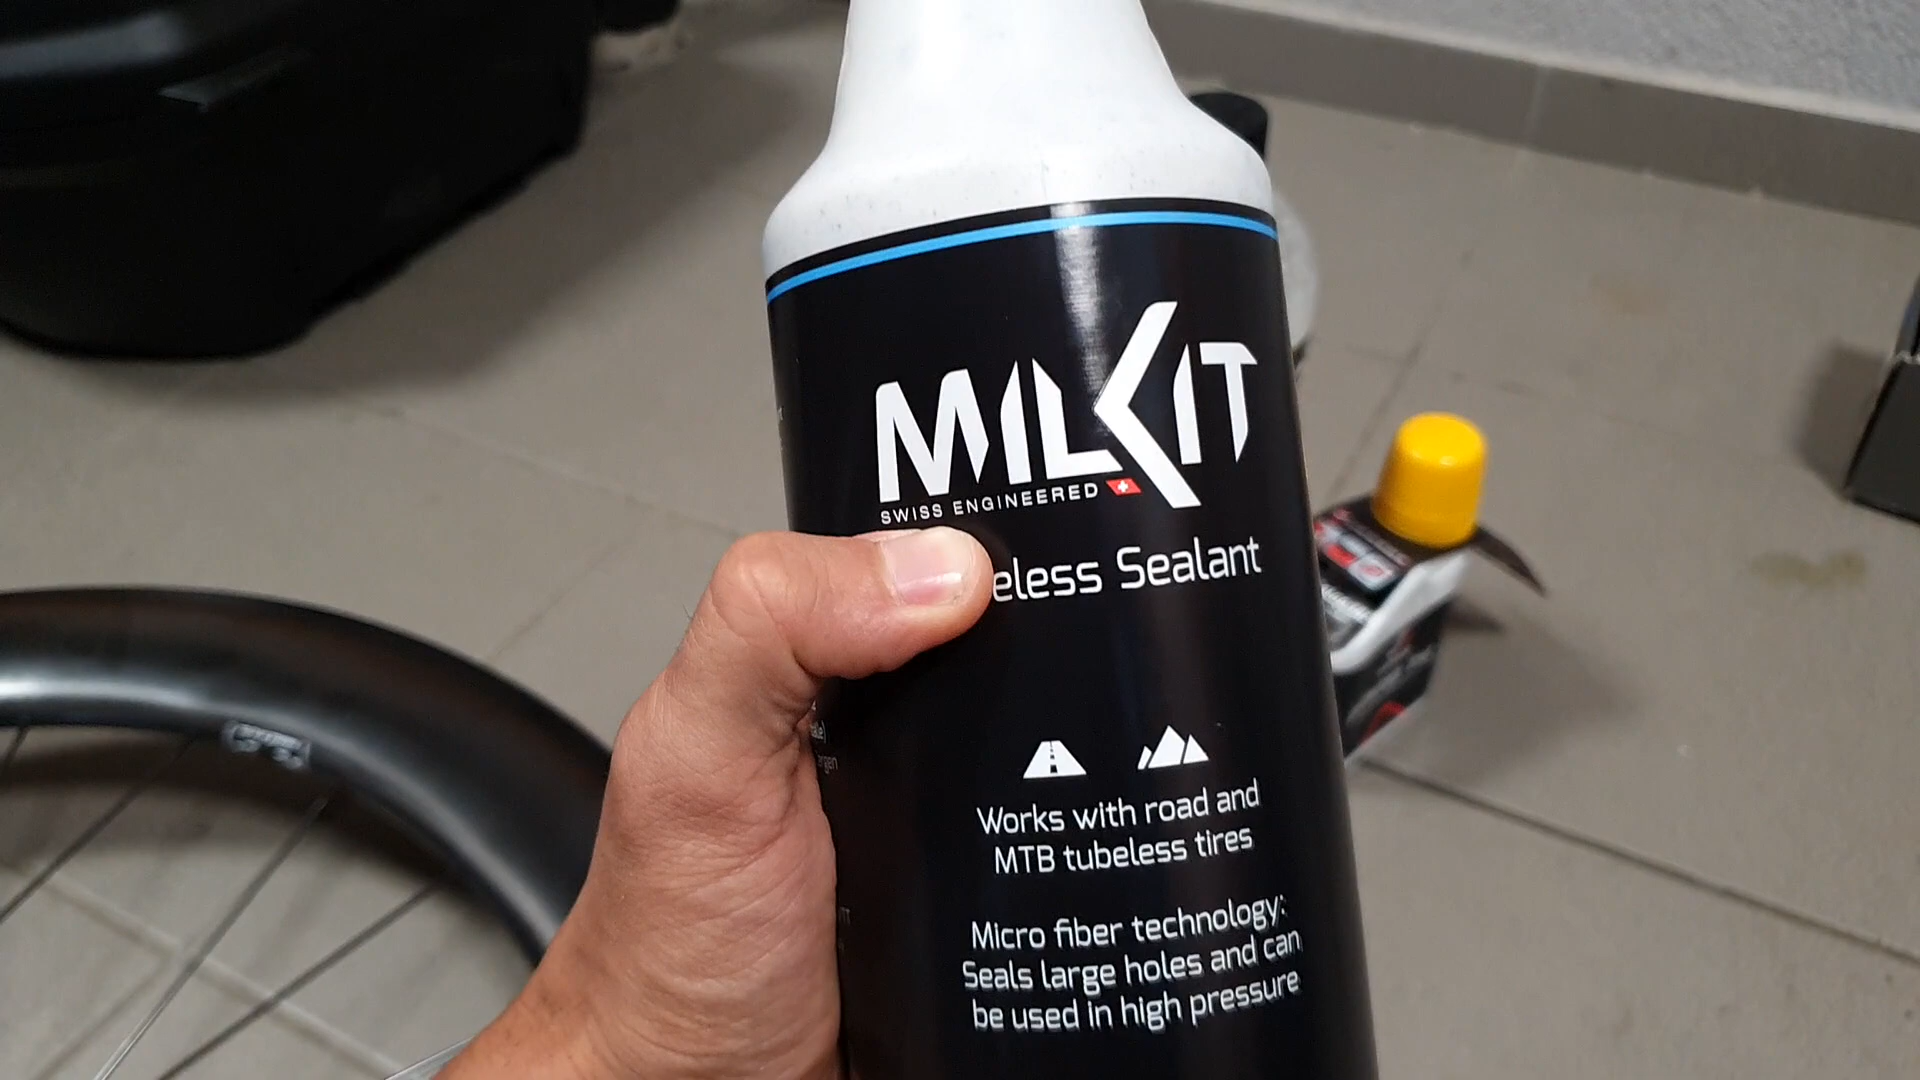 MILKIT
SWISS ENGINEERED
eless Sealant
Works with road and
MTB tubeless tires
Micro fiber technology:
Seals large holes and can
be used in high pressure